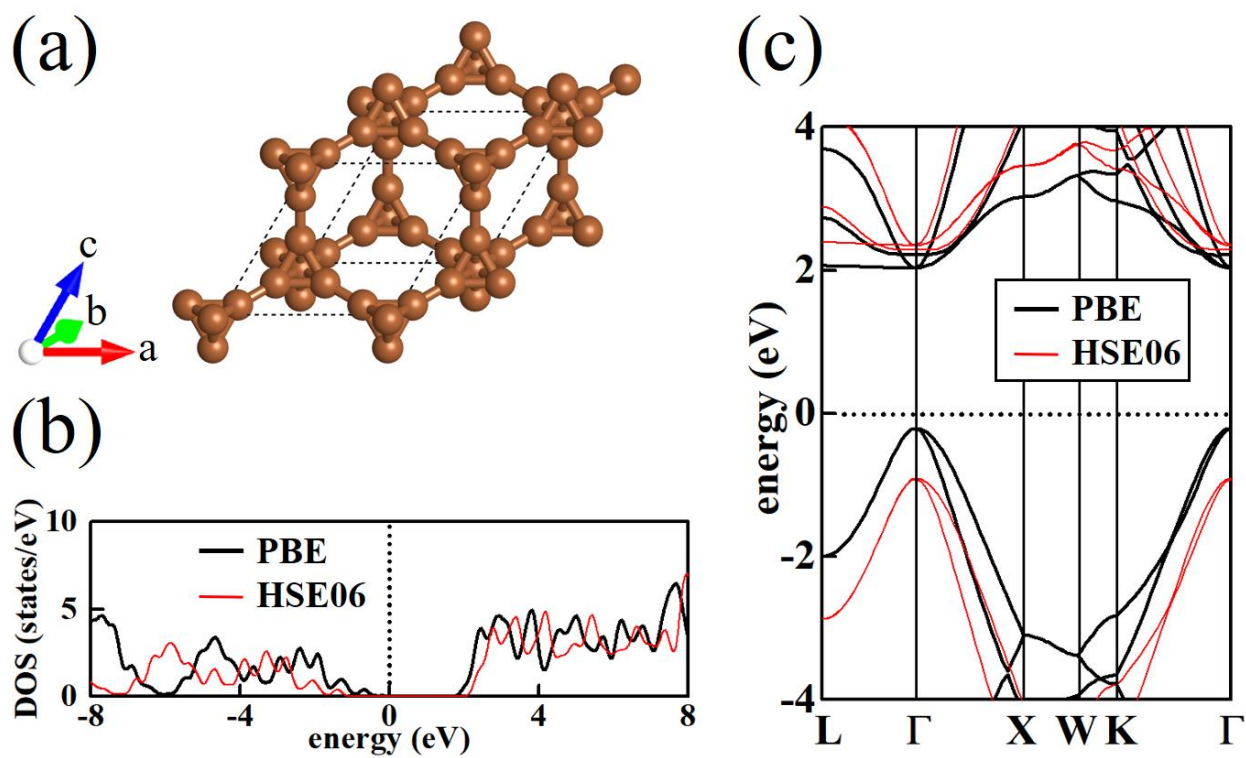 (a)
c
b
a
(b)
DOS (states/eV)
10
5
0
PBE
HSE06
-8
-4
0
4
8
energy (eV)
(c)
energy (eV)
4
2
0
-2
-4
PBE
HSE06
L
Γ
X
W
K
Γ